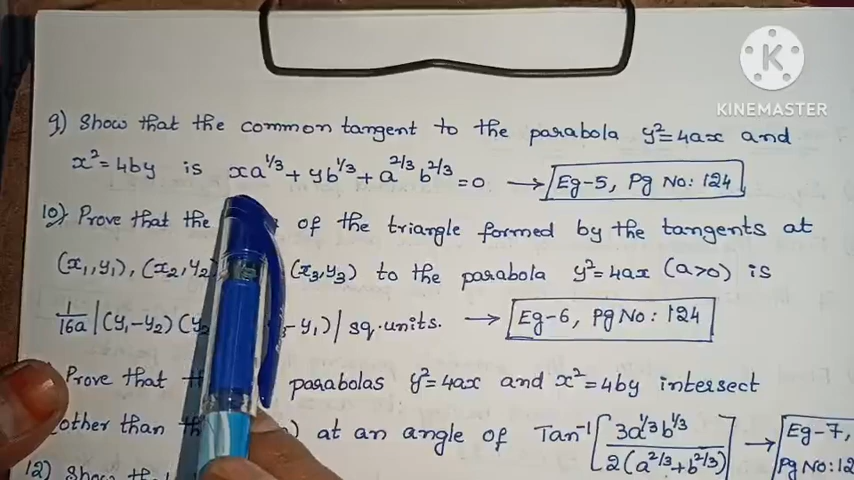 K
KINEMASTER
9) Show that the common tangent to the parabola y²=4ax and
x²=4by is xa^1/3+yb^1/3+a^2/3 b^2/3=0 → Eg-5, Pg No: 124
10) Prove that the of the triangle formed by the tangents at
(x₁,y₁), (x₂,y₂) (x₃,y₃) to the parabola y²=4ax (a>0) is
1/16a |(y₁-y₂)(y₂ -y₁)| sq.units. → Eg-6, Pg No: 124
Prove that parabolas y²=4ax and x²=4by intersect
other than at an angle of Tan⁻¹[3a^1/3 b^1/3 / 2(a^2/3+b^2/3)] → Eg-7,
Pg No:12
12) Show